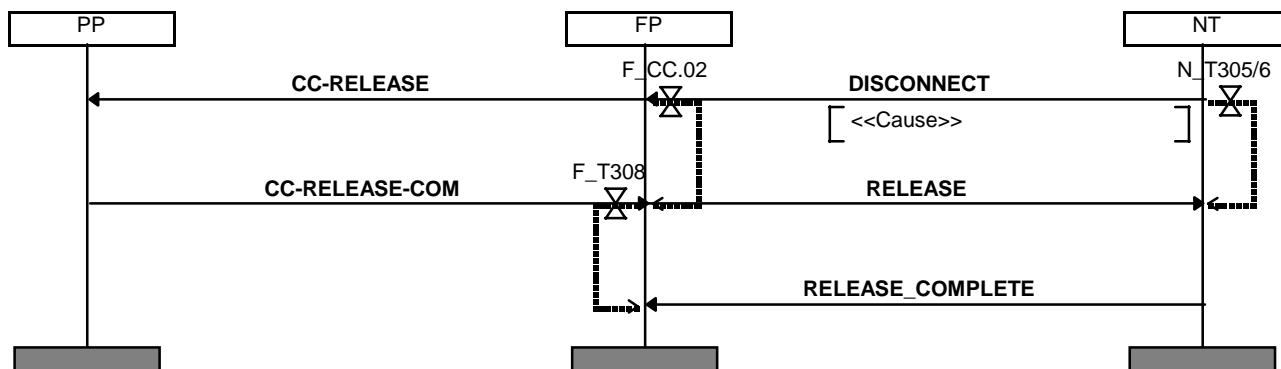 PP FP NT
F_CC.02 N_T305/6
CC-RELEASE DISCONNECT
<<Cause>>
F_T308
CC-RELEASE-COM RELEASE
RELEASE_COMPLETE